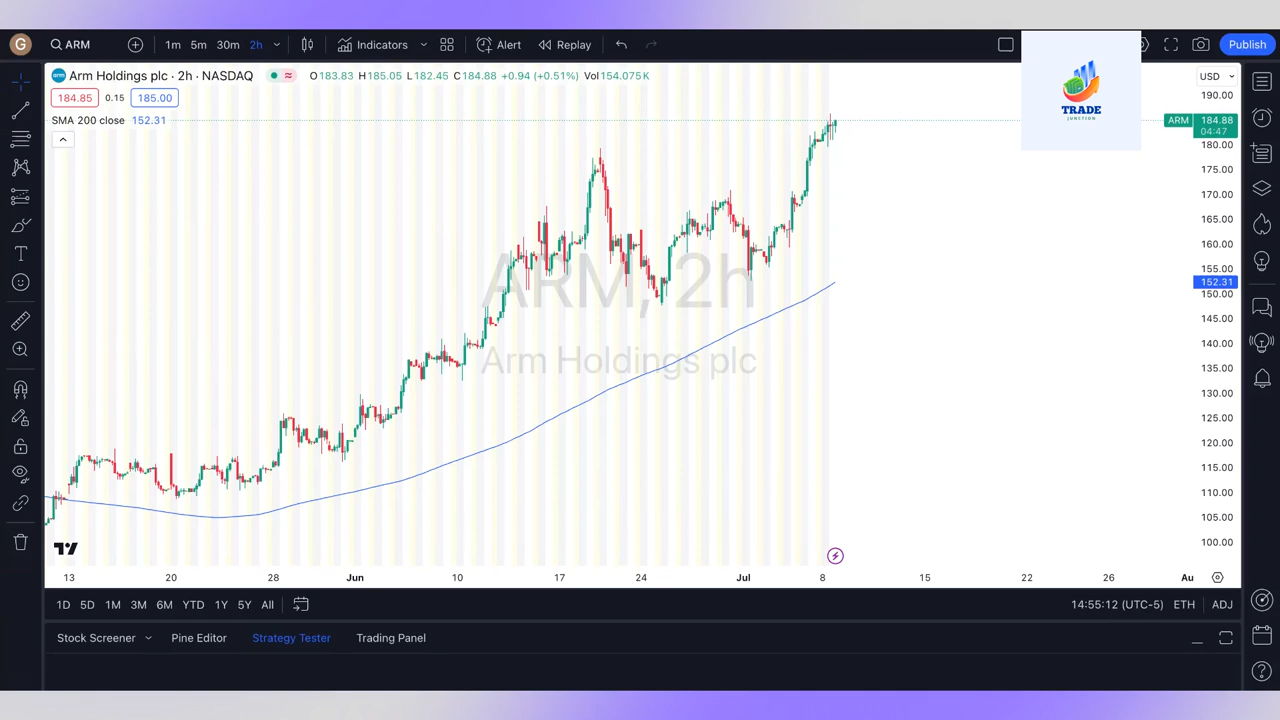 G ARM 1m 5m 30m 2h Indicators Alert Replay Publish
Arm Holdings plc · 2h · NASDAQ O183.83 H185.05 L182.45 C184.88 +0.94 (+0.51%) Vol154.075K
USD
184.85 0.15 185.00
SMA 200 close 152.31
TRADE
JUNCTION
190.00
ARM 184.88
04:47
180.00
175.00
170.00
165.00
160.00
155.00
152.31
150.00
145.00
140.00
135.00
130.00
125.00
120.00
115.00
110.00
105.00
100.00
ARM, 2h
Arm Holdings plc
13 20 28 Jun 10 17 24 Jul 8 15 22 26 Au
1D 5D 1M 3M 6M YTD 1Y 5Y All 14:55:12 (UTC-5) ETH ADJ
Stock Screener Pine Editor Strategy Tester Trading Panel